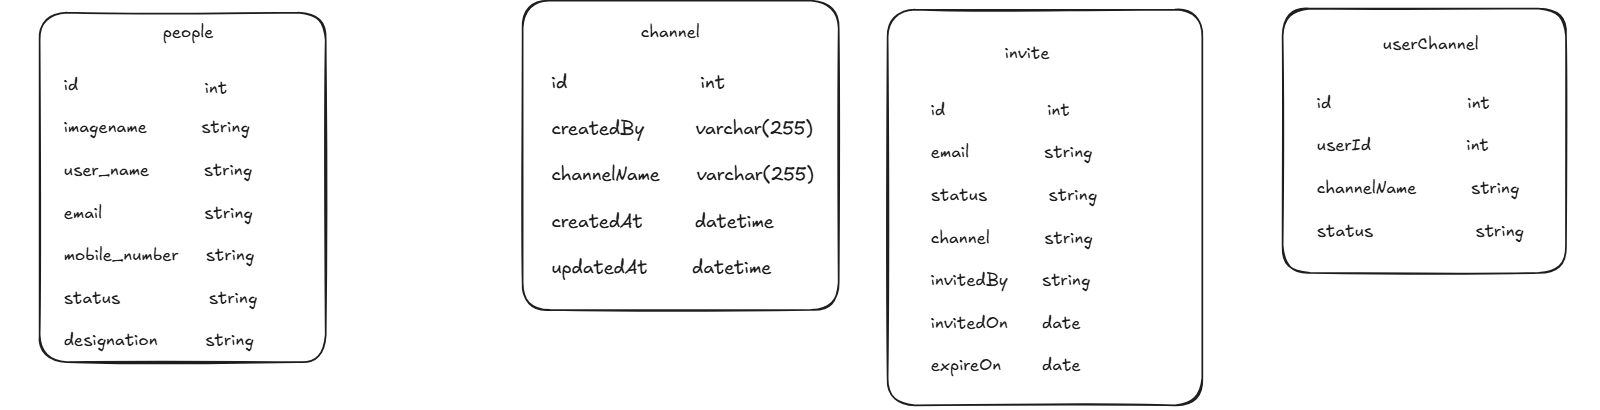 people
id int
imagename string
user_name string
email string
mobile_number string
status string
designation string
channel
id int
createdBy varchar(255)
channelName varchar(255)
createdAt datetime
updatedAt datetime
invite
id int
email string
status string
channel string
invitedBy string
invitedOn date
expireOn date
userChannel
id int
userId int
channelName string
status string